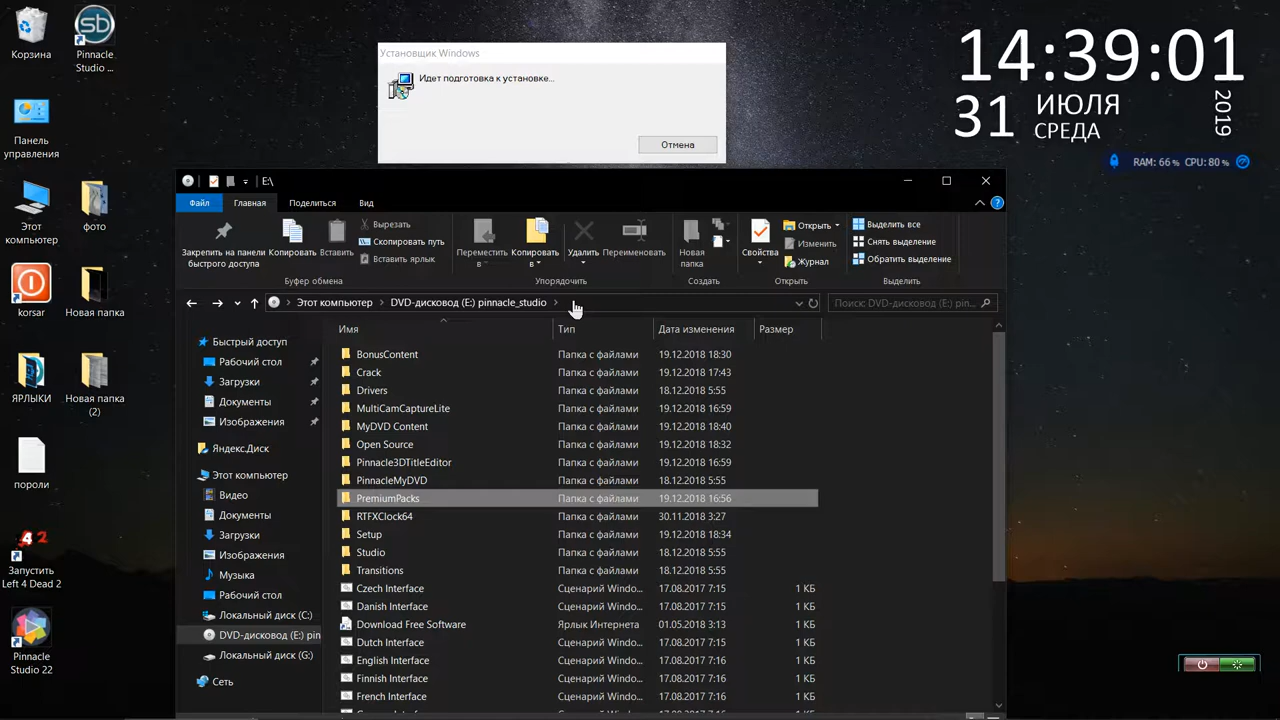 Корзина
Pinnacle
Studio ...
Панель
управления
Этот
компьютер
фото
korsar
Новая папка
ЯРЛЫКИ
Новая папка
(2)
пороли
Запустить
Left 4 Dead 2
Pinnacle
Studio 22
Установщик Windows
Идет подготовка к установке...
Отмена
14:39:01
31
ИЮЛЯ
СРЕДА
2019
RAM: 66% CPU: 80%
E:\
Файл
Главная
Поделиться
Вид
Закрепить на панели
быстрого доступа
Копировать
Вставить
Вырезать
Скопировать путь
Вставить ярлык
Буфер обмена
Переместить
в
Копировать
в
Удалить
Переименовать
Упорядочить
Новая
папка
Создать
Свойства
Открыть
Изменить
Журнал
Открыть
Выделить все
Снять выделение
Обратить выделение
Выделить
Этот компьютер
DVD-дисковод (E:) pinnacle_studio
Поиск: DVD-дисковод (E:) pin...
Быстрый доступ
Рабочий стол
Загрузки
Документы
Изображения
Яндекс.Диск
Этот компьютер
Видео
Документы
Загрузки
Изображения
Музыка
Рабочий стол
Локальный диск (C:)
DVD-дисковод (E:) pin
Локальный диск (G:)
Сеть
Имя Тип Дата изменения Размер
BonusContent Папка с файлами 19.12.2018 18:30
Crack Папка с файлами 19.12.2018 17:43
Drivers Папка с файлами 18.12.2018 5:55
MultiCamCaptureLite Папка с файлами 19.12.2018 16:59
MyDVD Content Папка с файлами 19.12.2018 18:40
Open Source Папка с файлами 19.12.2018 18:32
Pinnacle3DTitleEditor Папка с файлами 19.12.2018 16:59
PinnacleMyDVD Папка с файлами 18.12.2018 5:55
PremiumPacks Папка с файлами 19.12.2018 16:56
RTFXClock64 Папка с файлами 30.11.2018 3:27
Setup Папка с файлами 19.12.2018 18:34
Studio Папка с файлами 18.12.2018 5:55
Transitions Папка с файлами 18.12.2018 5:55
Czech Interface Сценарий Windo... 17.08.2017 7:15 1 КБ
Danish Interface Сценарий Windo... 17.08.2017 7:15 1 КБ
Download Free Software Ярлык Интернета 01.05.2018 3:13 1 КБ
Dutch Interface Сценарий Windo... 17.08.2017 7:15 1 КБ
English Interface Сценарий Windo... 17.08.2017 7:16 1 КБ
Finnish Interface Сценарий Windo... 17.08.2017 7:16 1 КБ
French Interface Сценарий Windo... 17.08.2017 7:16 1 КБ